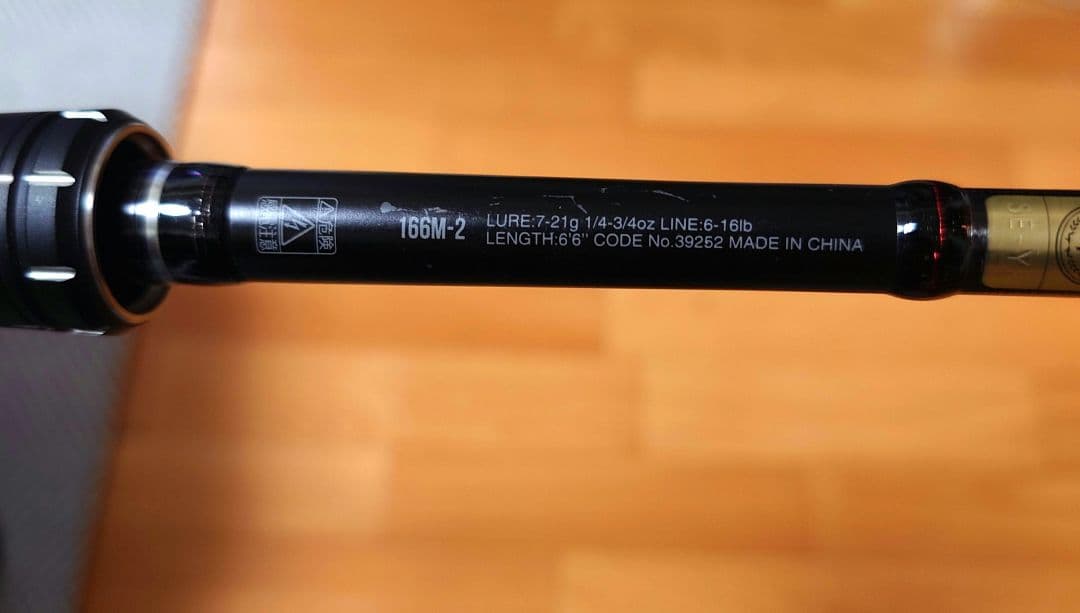 危険
166M-2
LURE:7-21g 1/4-3/4oz LINE:6-16lb
LENGTH:6'6" CODE No.39252 MADE IN CHINA